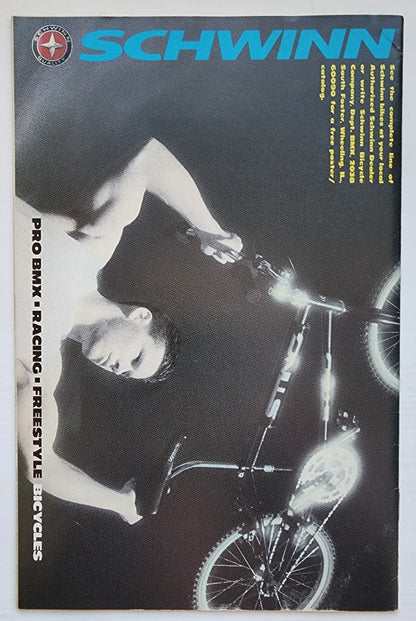 SCHWINN
QUALITY
SCHWINN
See the complete line of
Schwinn bikes at your local
Authorized Schwinn Dealer
or write Schwinn Bicycle
Company, Dept. BMX, 2038
South Foster, Wheeling, IL,
60090 for a free poster/
catalog.
PRO BMX ▪ RACING ▪ FREESTYLE BICYCLES